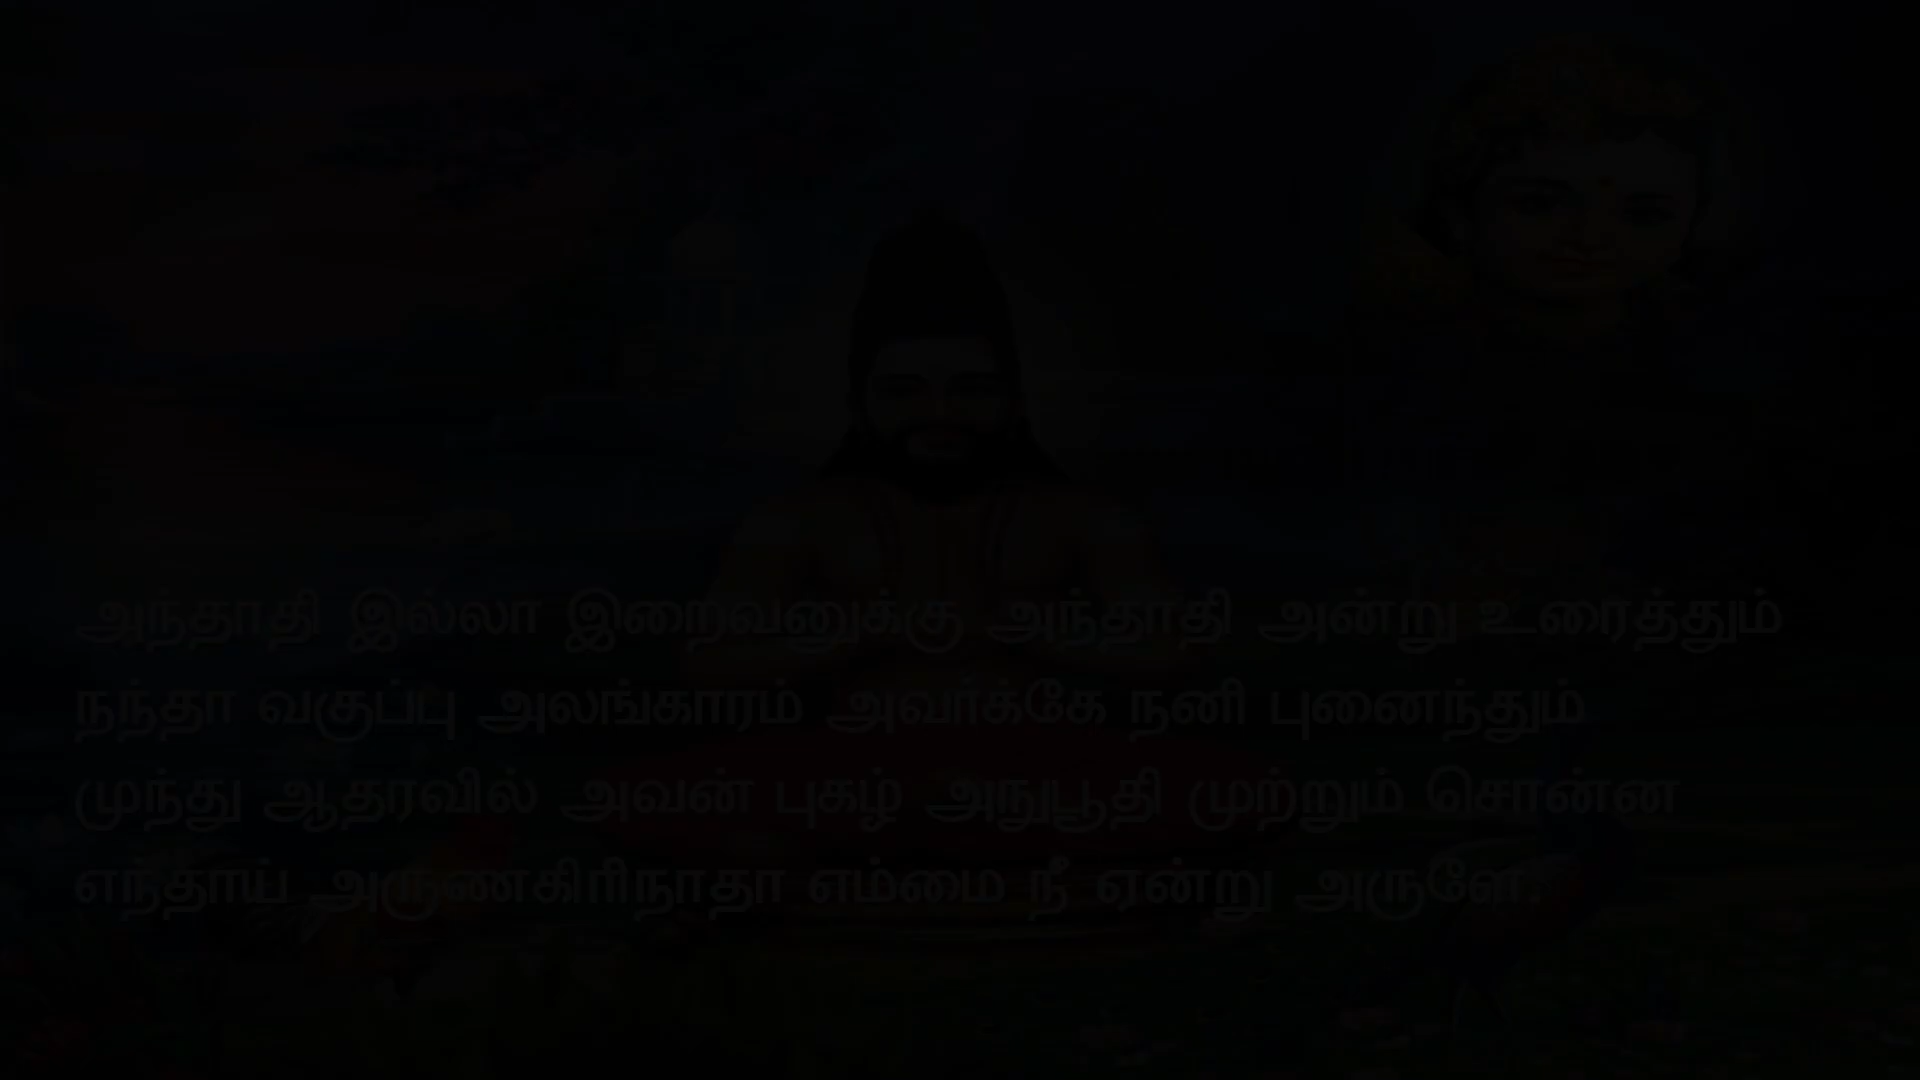 அந்தாதி இல்லா இறைவனுக்கு அந்தாதி அன்று உரைத்தும்
நந்தா வகுப்பு அலங்காரம் அவர்க்கே நனி புனைந்தும்
முந்து ஆதரவில் அவன் புகழ் அநுபூதி முற்றும் சொன்ன
எந்தாய் அருணகிரிநாதா எம்மை நீ ஏன்று அருளே.